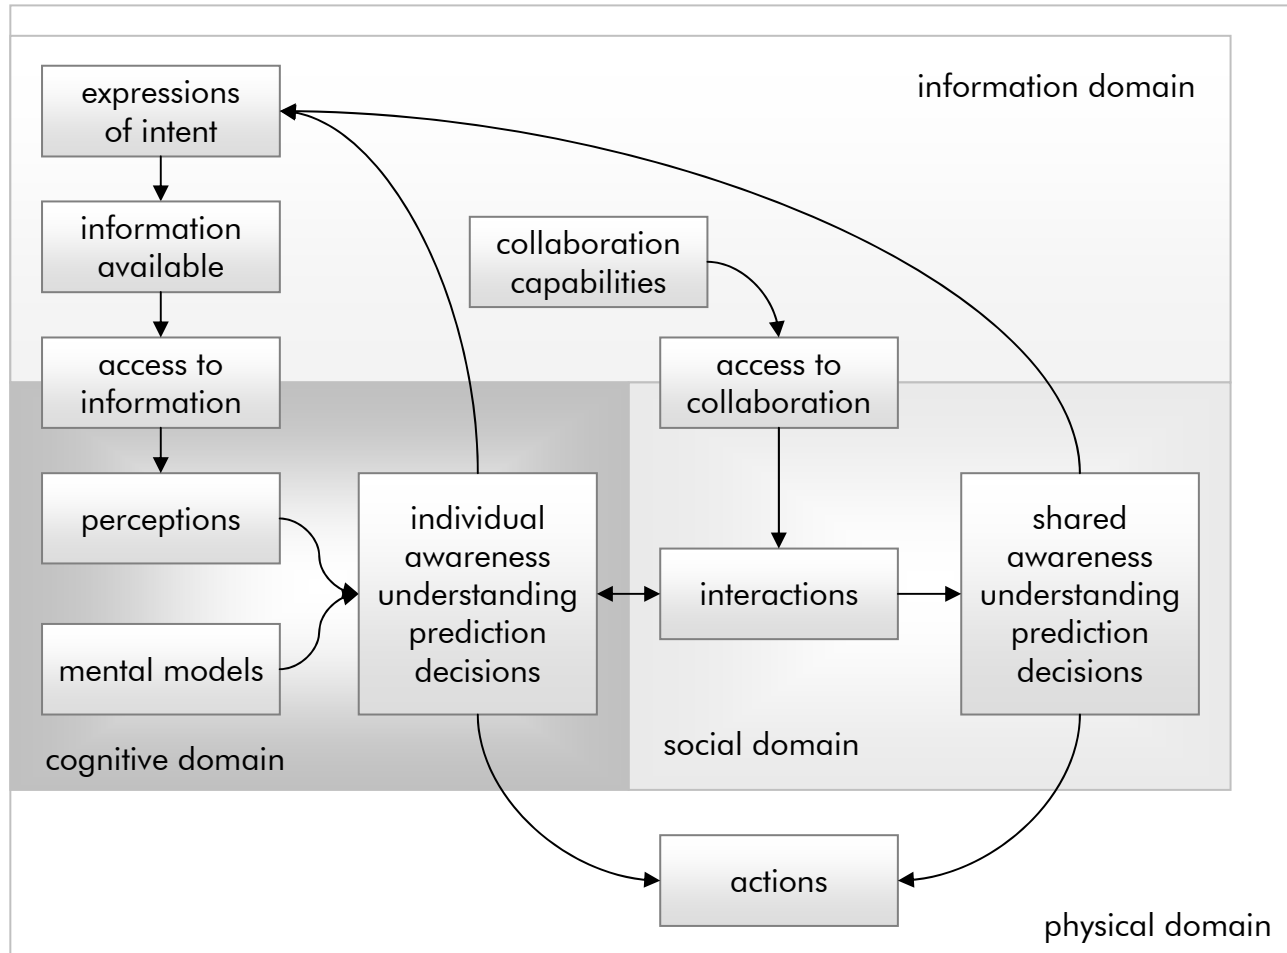 information domain
expressions
of intent
information
available
collaboration
capabilities
access to
information
access to
collaboration
perceptions
individual
awareness
understanding
prediction
decisions
interactions
shared
awareness
understanding
prediction
decisions
mental models
cognitive domain
social domain
actions
physical domain